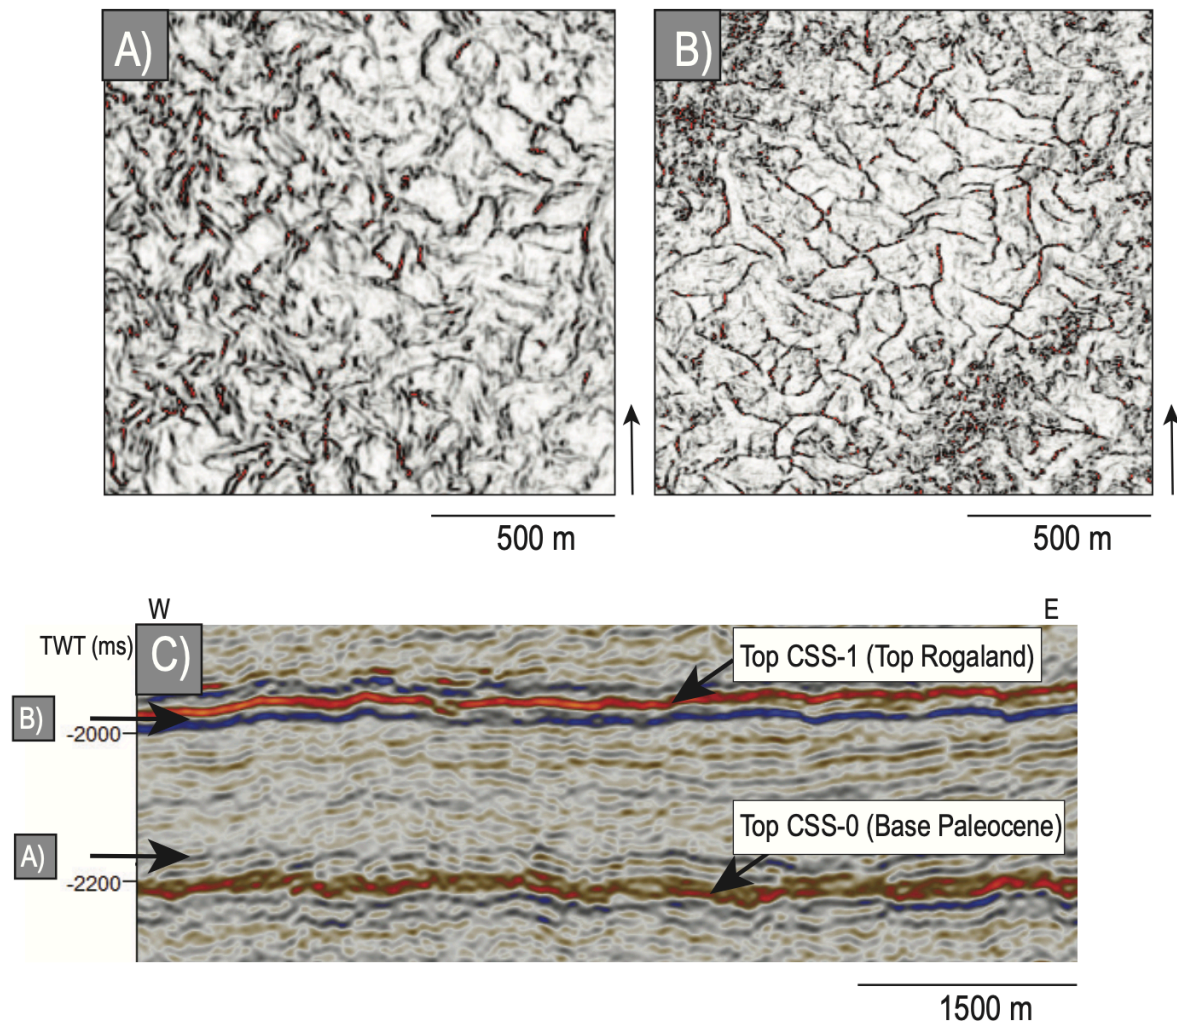 A)
B)
500 m
500 m
W
E
TWT (ms)
C)
Top CSS-1 (Top Rogaland)
B)
-2000
Top CSS-0 (Base Paleocene)
A)
-2200
1500 m